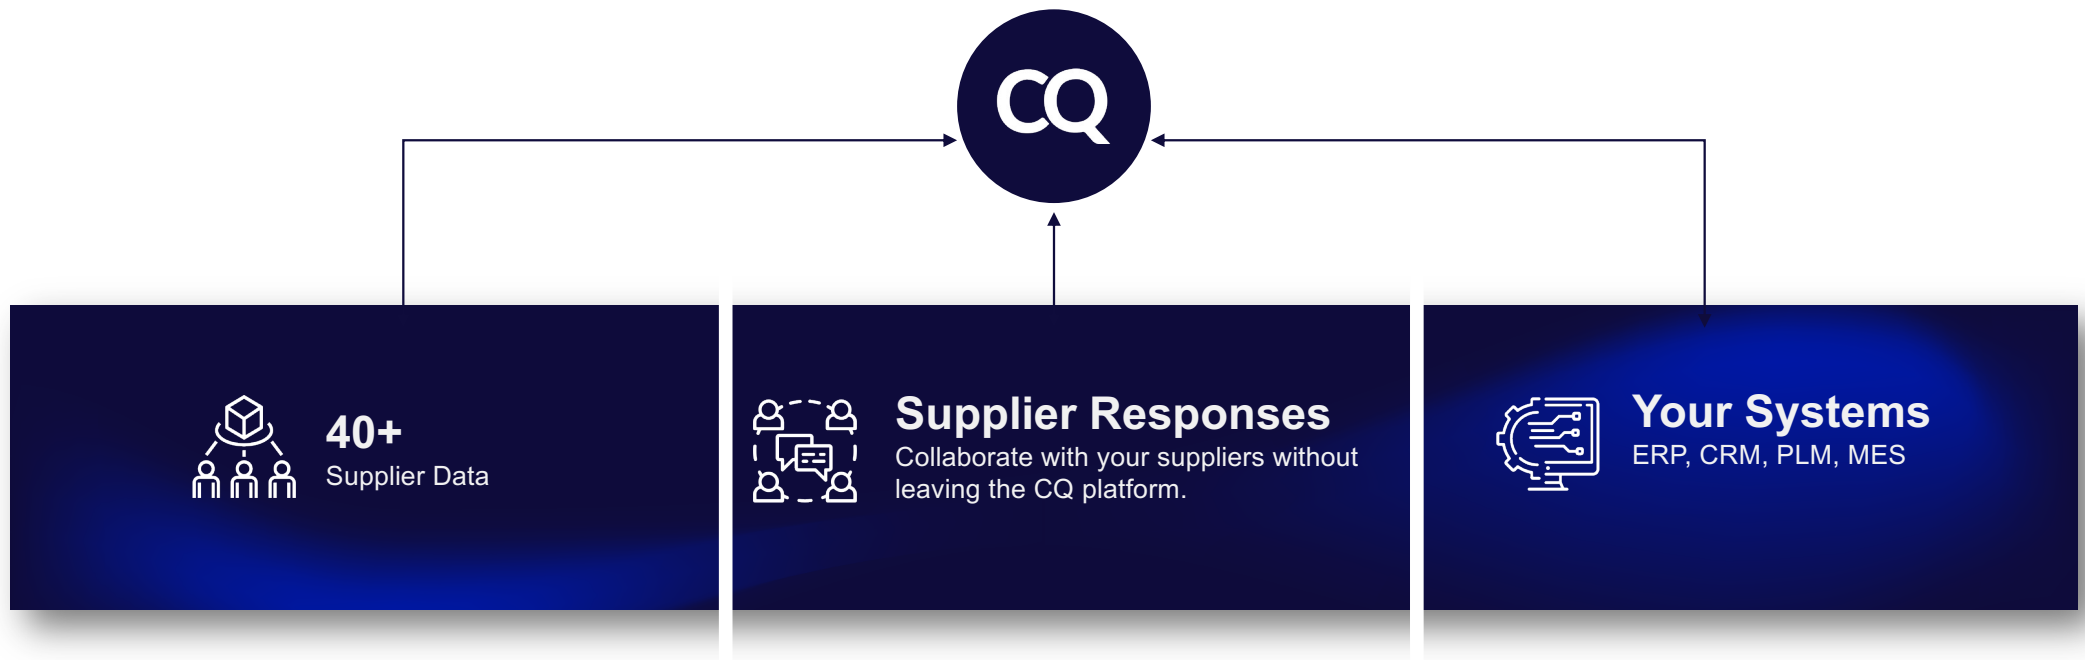 CQ
40+
Supplier Data
Supplier Responses
Collaborate with your suppliers without
leaving the CQ platform.
Your Systems
ERP, CRM, PLM, MES